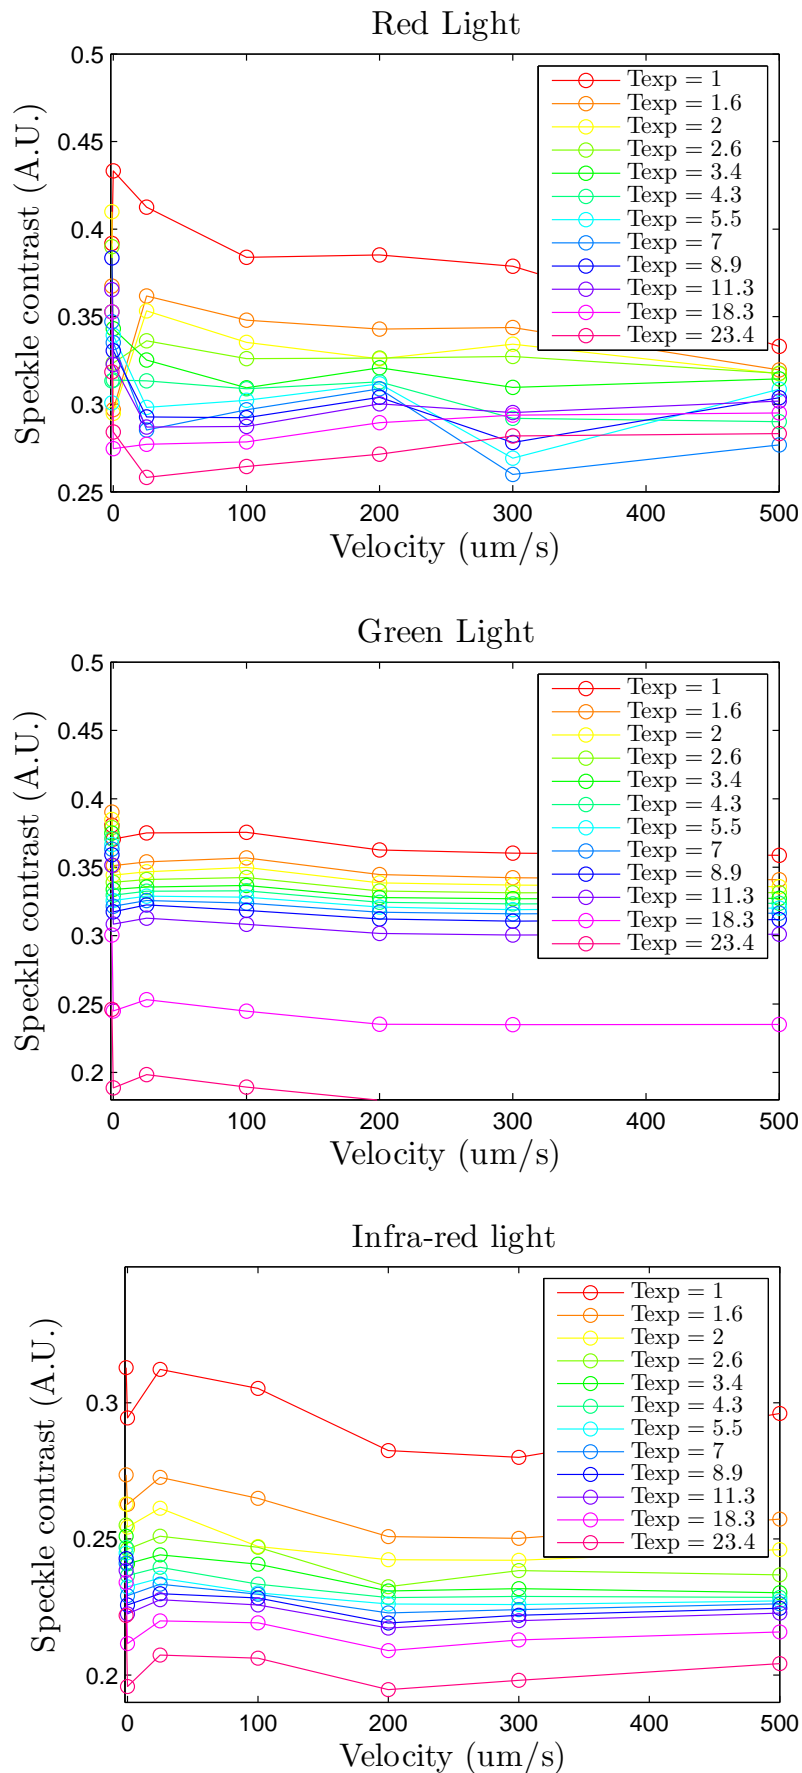 Red Light
0.5
0.45
0.4
0.35
0.3
0.25
Speckle contrast (A.U.)
Texp = 1
Texp = 1.6
Texp = 2
Texp = 2.6
Texp = 3.4
Texp = 4.3
Texp = 5.5
Texp = 7
Texp = 8.9
Texp = 11.3
Texp = 18.3
Texp = 23.4
0 100 200 300 400 500
Velocity (um/s)
Green Light
0.5
0.45
0.4
0.35
0.3
0.25
0.2
Speckle contrast (A.U.)
Texp = 1
Texp = 1.6
Texp = 2
Texp = 2.6
Texp = 3.4
Texp = 4.3
Texp = 5.5
Texp = 7
Texp = 8.9
Texp = 11.3
Texp = 18.3
Texp = 23.4
0 100 200 300 400 500
Velocity (um/s)
Infra-red light
0.3
0.25
0.2
Speckle contrast (A.U.)
Texp = 1
Texp = 1.6
Texp = 2
Texp = 2.6
Texp = 3.4
Texp = 4.3
Texp = 5.5
Texp = 7
Texp = 8.9
Texp = 11.3
Texp = 18.3
Texp = 23.4
0 100 200 300 400 500
Velocity (um/s)